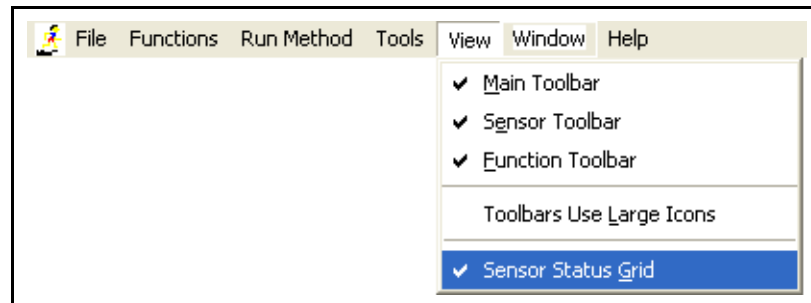 File Functions Run Method Tools View Window Help
Main Toolbar
Sensor Toolbar
Function Toolbar
Toolbars Use Large Icons
Sensor Status Grid